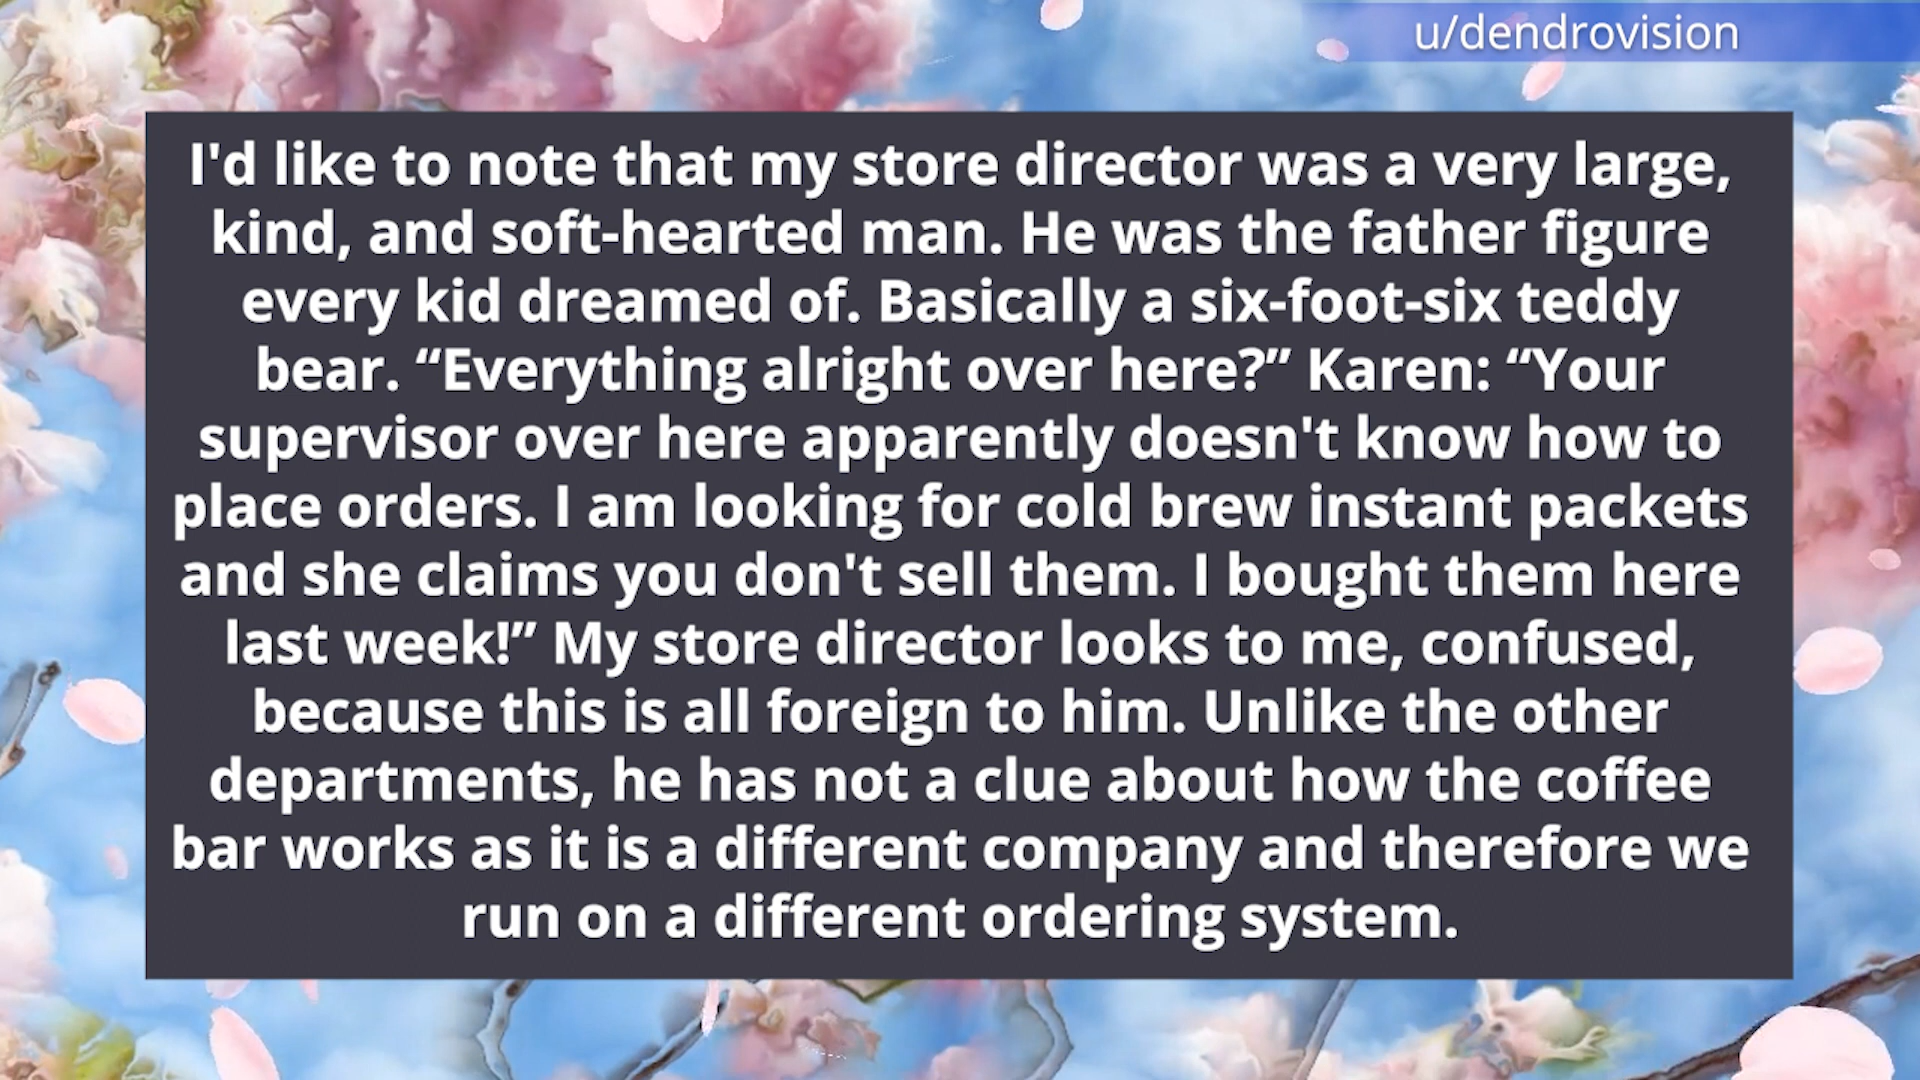 u/dendrovision
I'd like to note that my store director was a very large,
kind, and soft-hearted man. He was the father figure
every kid dreamed of. Basically a six-foot-six teddy
bear. “Everything alright over here?” Karen: “Your
supervisor over here apparently doesn't know how to
place orders. I am looking for cold brew instant packets
and she claims you don't sell them. I bought them here
last week!” My store director looks to me, confused,
because this is all foreign to him. Unlike the other
departments, he has not a clue about how the coffee
bar works as it is a different company and therefore we
run on a different ordering system.